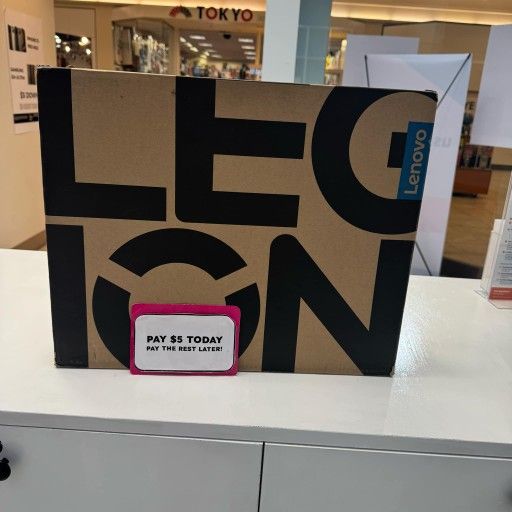 TOKYO
LEG
ION
Lenovo
PAY $5 TODAY
PAY THE REST LATER!